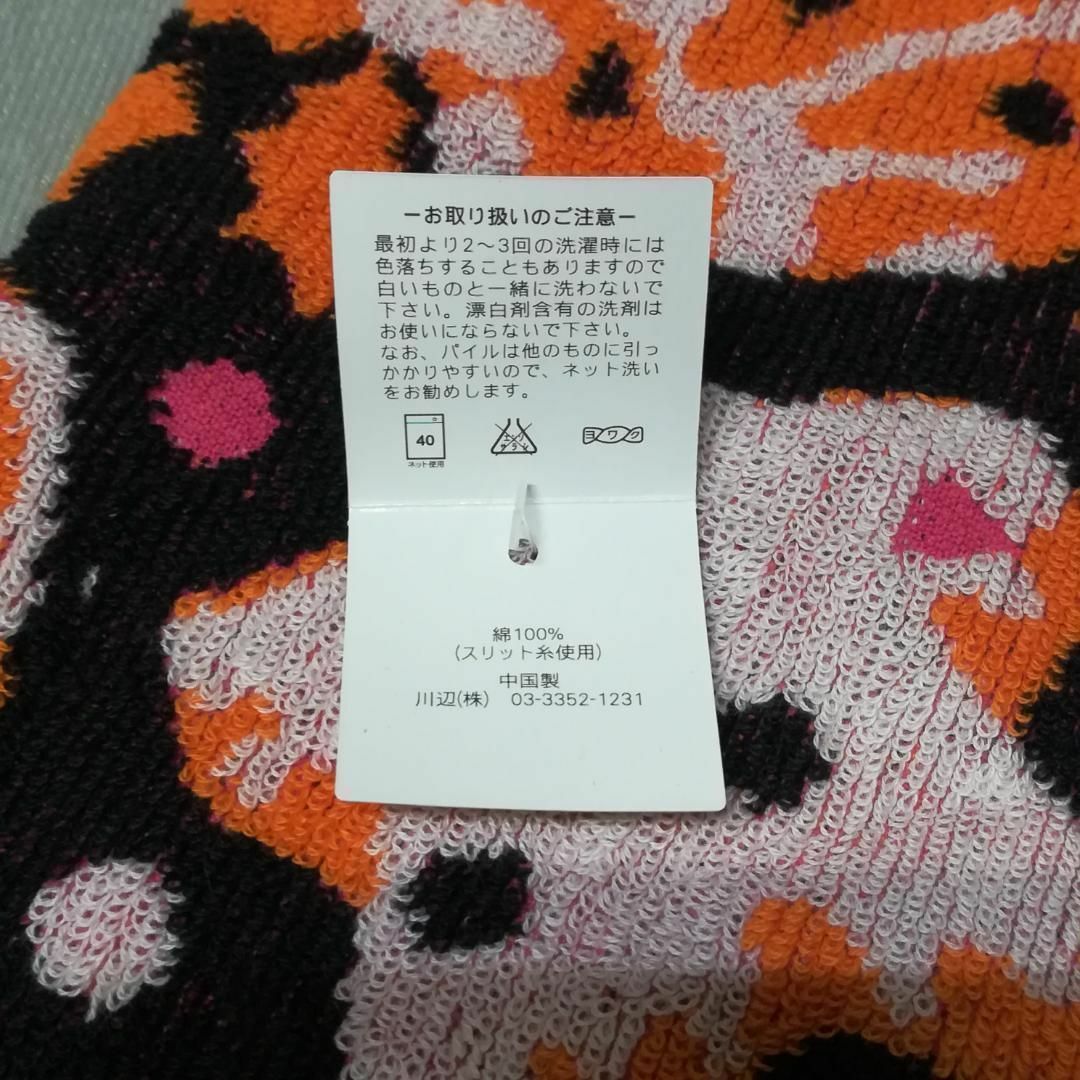 ーお取り扱いのご注意ー
最初より2～3回の洗濯時には
色落ちすることもありますので
白いものと一緒に洗わないで
下さい。漂白剤含有の洗剤は
お使いにならないで下さい。
なお、パイルは他のものに引っ
かかりやすいので、ネット洗い
をお勧めします。
40
ネット使用
エンソ
サラシ
ヨワク
綿100%
(スリット糸使用)
中国製
川辺(株) 03-3352-1231